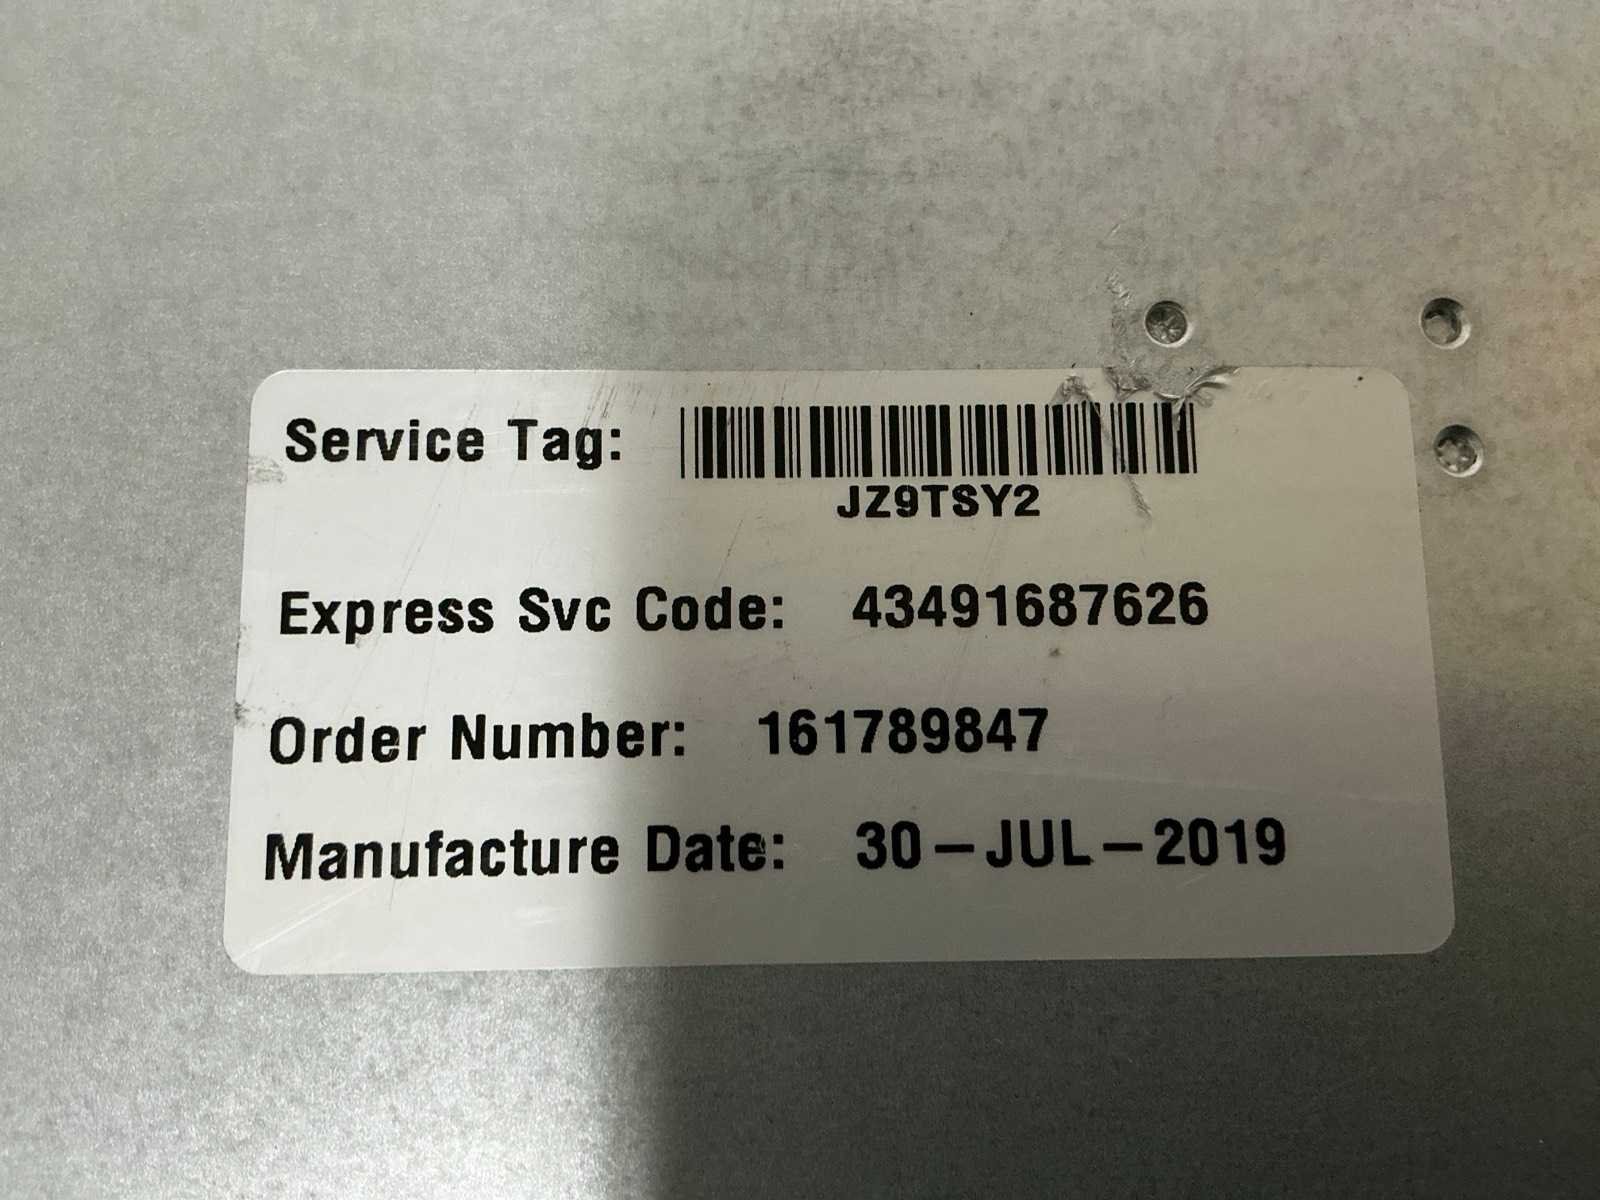 Service Tag:
JZ9TSY2
Express Svc Code: 43491687626
Order Number: 161789847
Manufacture Date: 30-JUL-2019